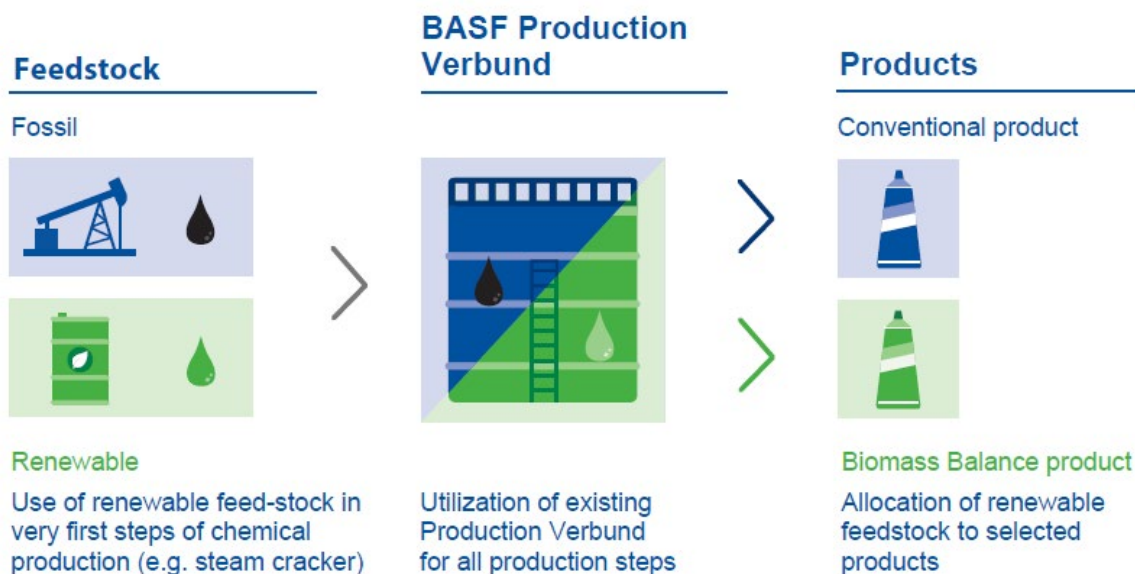 Feedstock
Fossil
Renewable
Use of renewable feed-stock in
very first steps of chemical
production (e.g. steam cracker)
BASF Production
Verbund
Utilization of existing
Production Verbund
for all production steps
Products
Conventional product
Biomass Balance product
Allocation of renewable
feedstock to selected
products